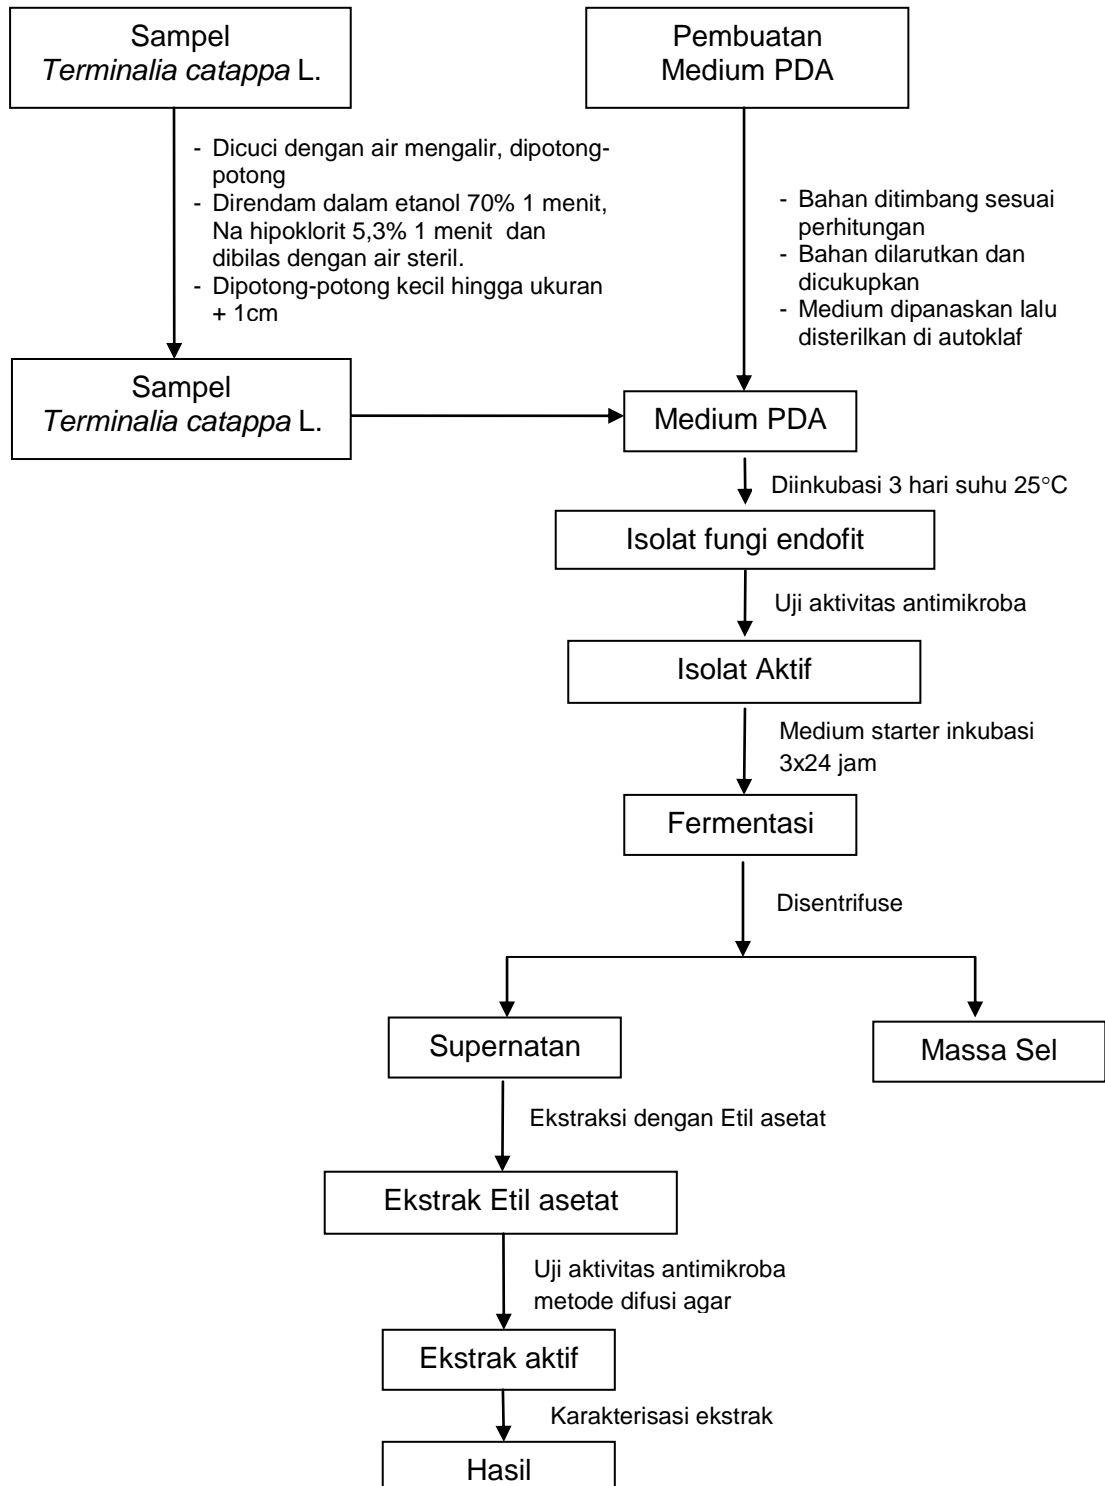 Sampel
Terminalia catappa L.
Pembuatan
Medium PDA
- Dicuci dengan air mengalir, dipotong-
potong
- Direndam dalam etanol 70% 1 menit,
Na hipoklorit 5,3% 1 menit dan
dibilas dengan air steril.
- Dipotong-potong kecil hingga ukuran
+ 1cm
- Bahan ditimbang sesuai
perhitungan
- Bahan dilarutkan dan
dicukupkan
- Medium dipanaskan lalu
disterilkan di autoklaf
Sampel
Terminalia catappa L.
Medium PDA
Diinkubasi 3 hari suhu 25°C
Isolat fungi endofit
Uji aktivitas antimikroba
Isolat Aktif
Medium starter inkubasi
3x24 jam
Fermentasi
Disentrifuse
Supernatan
Massa Sel
Ekstraksi dengan Etil asetat
Ekstrak Etil asetat
Uji aktivitas antimikroba
metode difusi agar
Ekstrak aktif
Karakterisasi ekstrak
Hasil